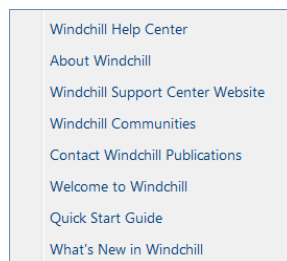 Windchill Help Center
About Windchill
Windchill Support Center Website
Windchill Communities
Contact Windchill Publications
Welcome to Windchill
Quick Start Guide
What's New in Windchill